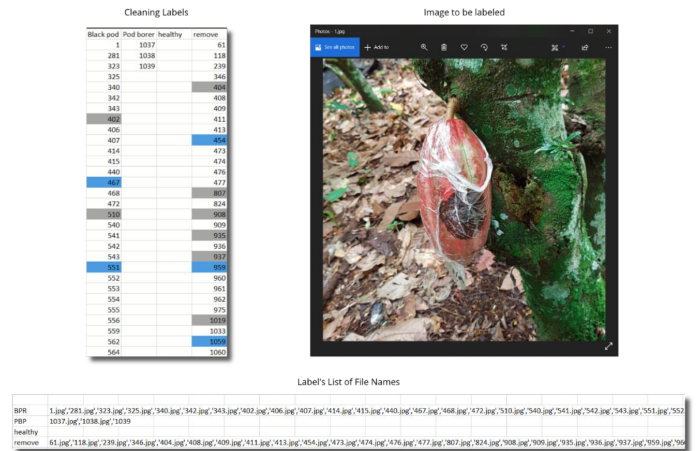 Cleaning Labels
Image to be labeled
Black pod Pod borer healthy remove
1 1037 61
281 1038 118
323 1039 239
325 346
340 404
342 408
343 409
402 411
406 413
407 454
414 473
415 474
440 476
467 477
468 807
472 824
510 908
540 909
541 935
542 936
543 937
551 959
552 960
553 961
554 962
555 975
556 1019
559 1033
562 1059
564 1060
Photos - 1.jpg
See all photos + Add to
Label's List of File Names
BPR 1.jpg','281.jpg','323.jpg','325.jpg','340.jpg','342.jpg','343.jpg','402.jpg','406.jpg','407.jpg','414.jpg','415.jpg','440.jpg','467.jpg','468.jpg','472.jpg','510.jpg','540.jpg','541.jpg','542.jpg','543.jpg','551.jpg','552.
PBP 1037.jpg','1038.jpg','1039
healthy
remove 61.jpg','118.jpg','239.jpg','346.jpg','404.jpg','408.jpg','409.jpg','411.jpg','413.jpg','454.jpg','473.jpg','474.jpg','476.jpg','477.jpg','807.jpg','824.jpg','908.jpg','909.jpg','935.jpg','936.jpg','937.jpg','959.jpg','96